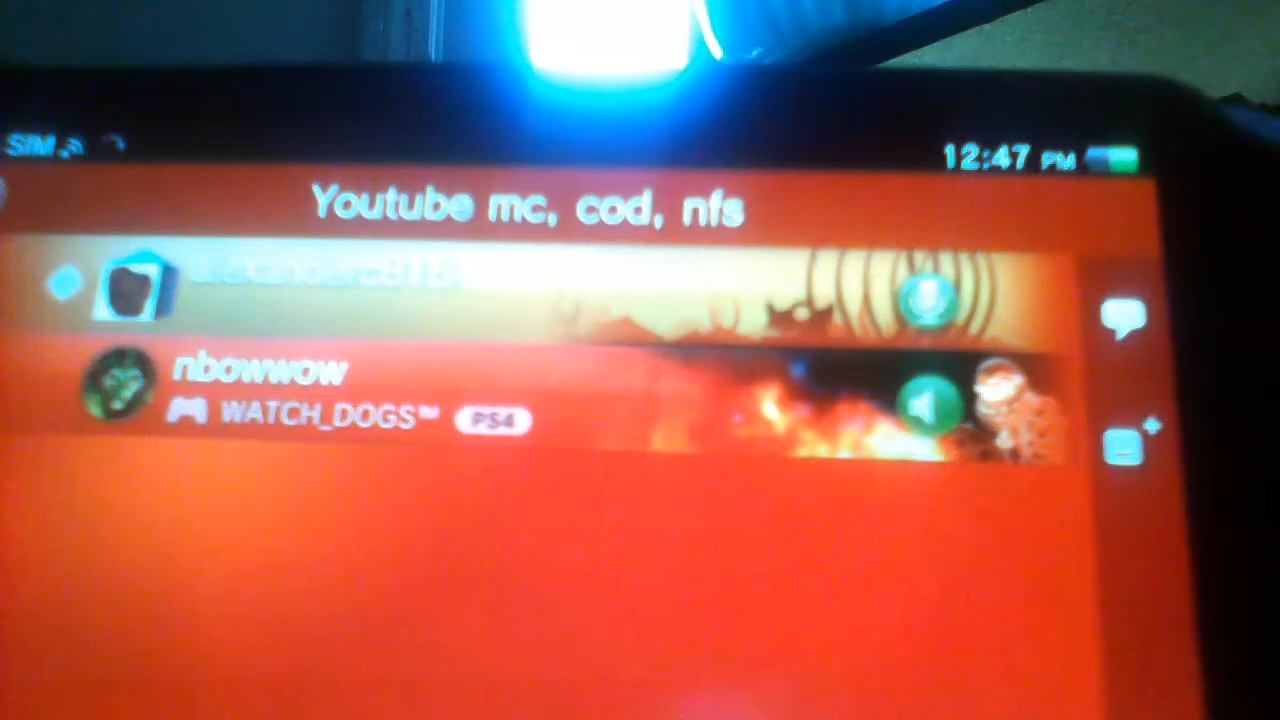 SIM
12:47 PM
Youtube mc, cod, nfs
nbowwow
WATCH_DOGS™ PS4